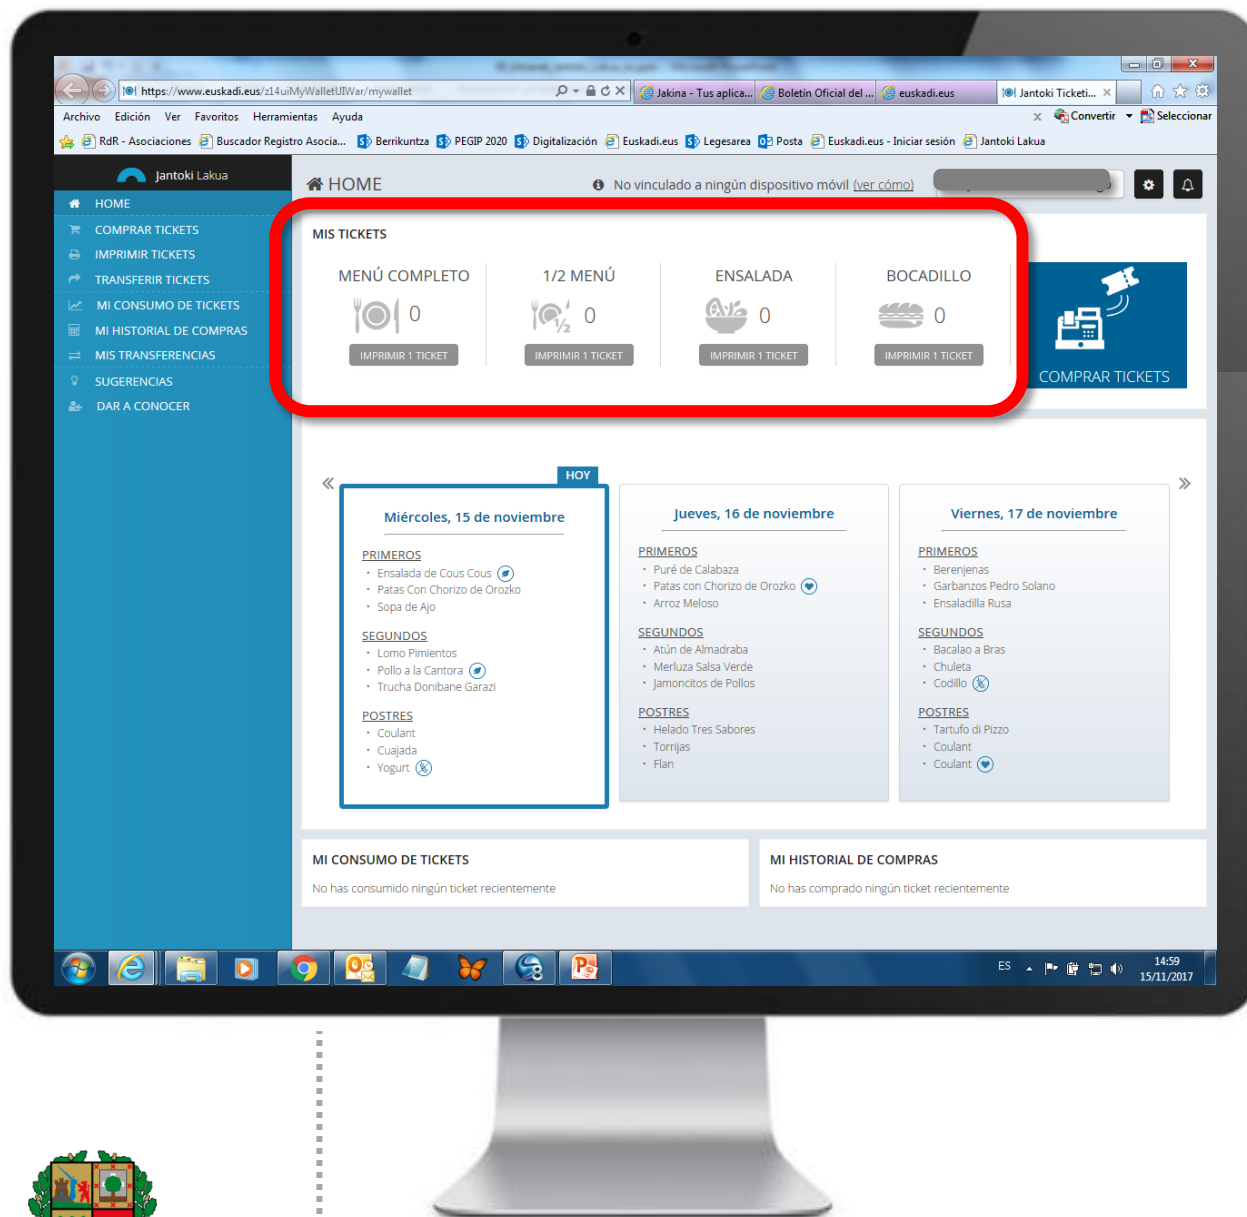 https://www.euskadi.eus/z14uiMyWalletUIWar/mywallet
Jakina - Tus aplica...
Boletín Oficial del ...
euskadi.eus
Jantoki Ticketi...
Archivo Edición Ver Favoritos Herramientas Ayuda
Convertir
Seleccionar
RdR - Asociaciones
Buscador Registro Asocia...
Berrikuntza
PEGIP 2020
Digitalización
Euskadi.eus
Legesarea
Posta
Euskadi.eus - Iniciar sesión
Jantoki Lakua
Jantoki Lakua
HOME
COMPRAR TICKETS
IMPRIMIR TICKETS
TRANSFERIR TICKETS
MI CONSUMO DE TICKETS
MI HISTORIAL DE COMPRAS
MIS TRANSFERENCIAS
SUGERENCIAS
DAR A CONOCER
HOME
No vinculado a ningún dispositivo móvil (ver cómo)
MIS TICKETS
MENÚ COMPLETO
0
IMPRIMIR 1 TICKET
1/2 MENÚ
1/2
0
IMPRIMIR 1 TICKET
ENSALADA
0
IMPRIMIR 1 TICKET
BOCADILLO
0
IMPRIMIR 1 TICKET
COMPRAR TICKETS
HOY
Miércoles, 15 de noviembre
PRIMEROS
Ensalada de Cous Cous
Patas Con Chorizo de Orozko
Sopa de Ajo
SEGUNDOS
Lomo Pimientos
Pollo a la Cantora
Trucha Donibane Garazi
POSTRES
Coulant
Cuajada
Yogurt
Jueves, 16 de noviembre
PRIMEROS
Puré de Calabaza
Patas con Chorizo de Orozko
Arroz Meloso
SEGUNDOS
Atún de Almadraba
Merluza Salsa Verde
Jamoncitos de Pollos
POSTRES
Helado Tres Sabores
Torrijas
Flan
Viernes, 17 de noviembre
PRIMEROS
Berenjenas
Garbanzos Pedro Solano
Ensaladilla Rusa
SEGUNDOS
Bacalao a Bras
Chuleta
Codillo
POSTRES
Tartufo di Pizzo
Coulant
Coulant
MI CONSUMO DE TICKETS
No has consumido ningún ticket recientemente
MI HISTORIAL DE COMPRAS
No has comprado ningún ticket recientemente
ES
14:59
15/11/2017